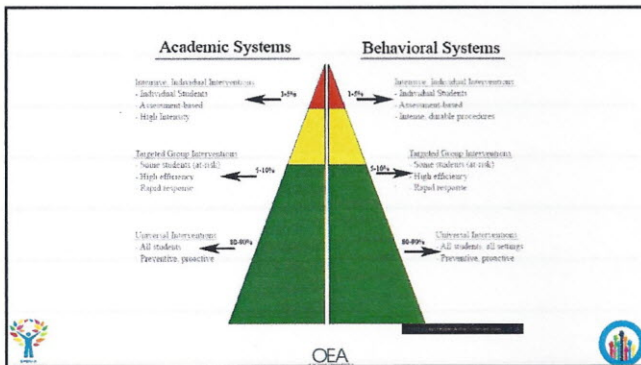 Academic Systems
Behavioral Systems
Intensive, Individual Interventions
- Individual Students
- Assessment-based
- High Intensity
1-5%
1-5%
Intensive, Individual Interventions
- Individual Students
- Assessment-based
- Intense, durable procedures
Targeted Group Interventions
- Some students (at-risk)
- High efficiency
- Rapid response
5-10%
5-10%
Targeted Group Interventions
- Some students (at-risk)
- High efficiency
- Rapid response
Universal Interventions
- All students
- Preventive, proactive
80-90%
80-90%
Universal Interventions
- All students, all settings
- Preventive, proactive
OEA